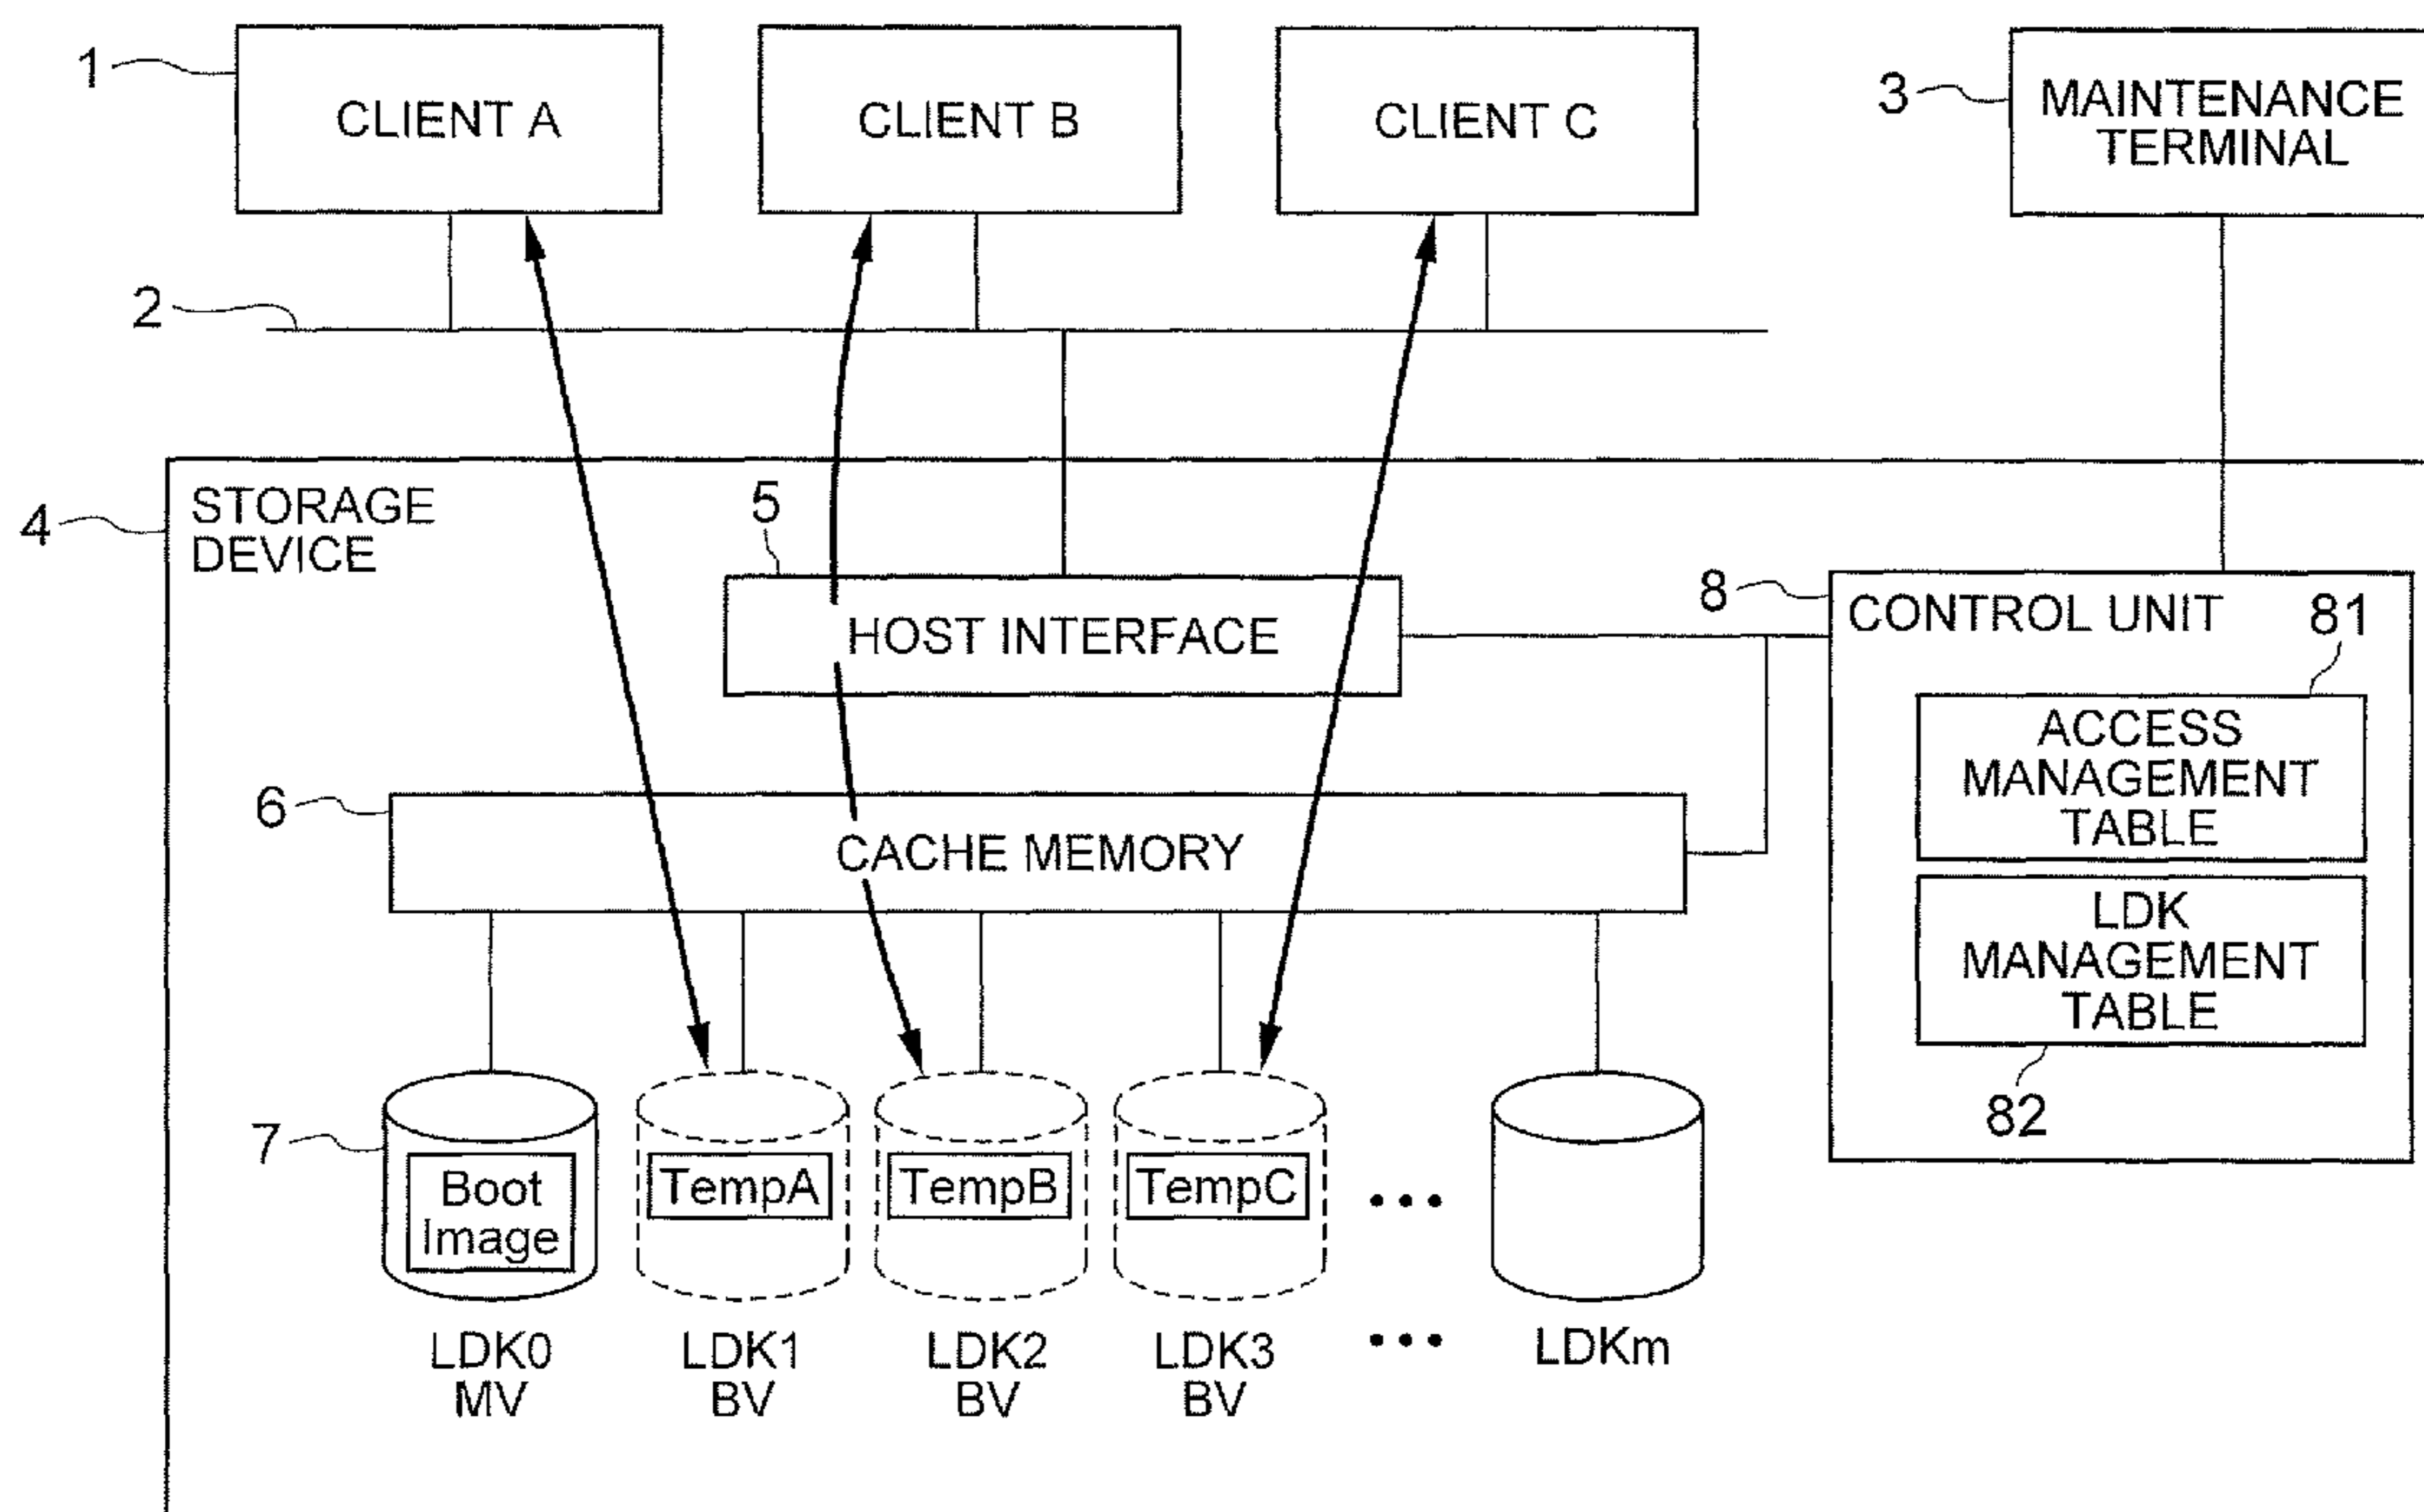 1
CLIENT A
CLIENT B
CLIENT C
3
MAINTENANCE
TERMINAL
2
4
STORAGE
DEVICE
5
HOST INTERFACE
8
CONTROL UNIT
81
ACCESS
MANAGEMENT
TABLE
6
CACHE MEMORY
LDK
MANAGEMENT
TABLE
82
7
Boot
Image
TempA
TempB
TempC
•••
LDK0
MV
LDK1
BV
LDK2
BV
LDK3
BV
•••
LDKm